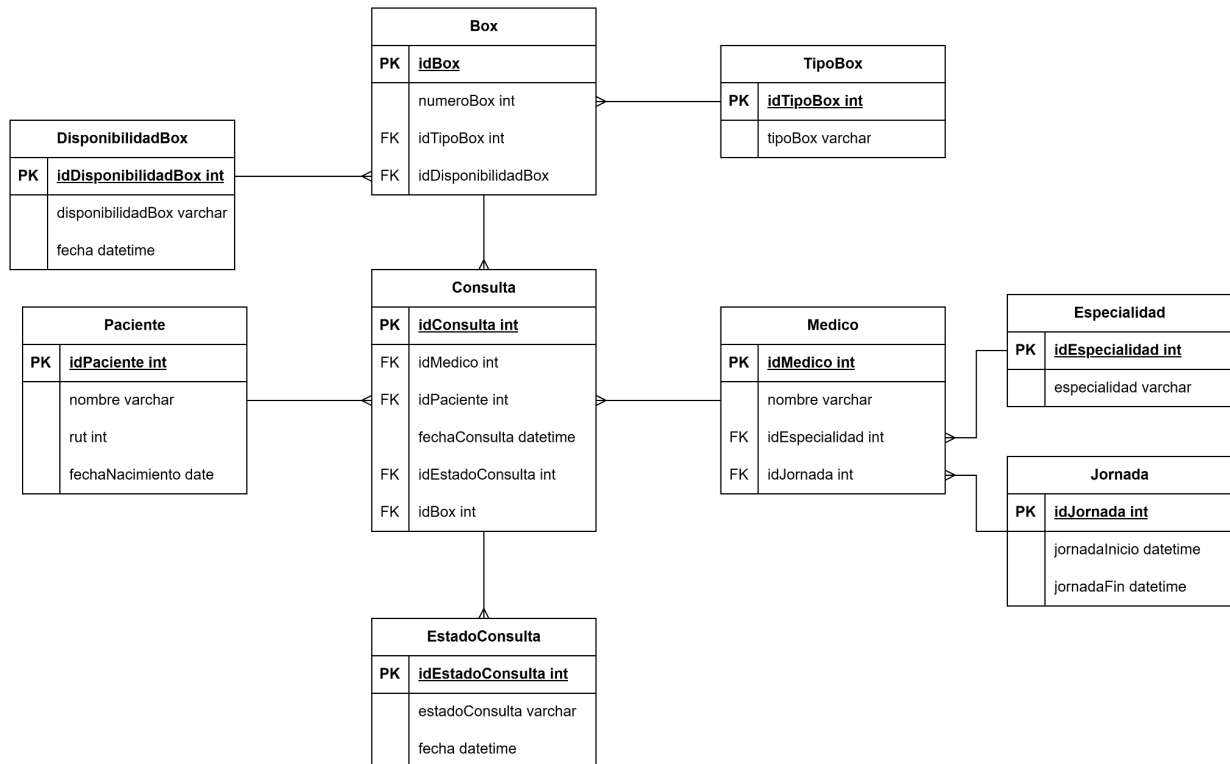 Box
PK idBox
numeroBox int
FK idTipoBox int
FK idDisponibilidadBox
TipoBox
PK idTipoBox int
tipoBox varchar
DisponibilidadBox
PK idDisponibilidadBox int
disponibilidadBox varchar
fecha datetime
Paciente
PK idPaciente int
nombre varchar
rut int
fechaNacimiento date
Consulta
PK idConsulta int
FK idMedico int
FK idPaciente int
fechaConsulta datetime
FK idEstadoConsulta int
FK idBox int
Medico
PK idMedico int
nombre varchar
FK idEspecialidad int
FK idJornada int
Especialidad
PK idEspecialidad int
especialidad varchar
Jornada
PK idJornada int
jornadaInicio datetime
jornadaFin datetime
EstadoConsulta
PK idEstadoConsulta int
estadoConsulta varchar
fecha datetime